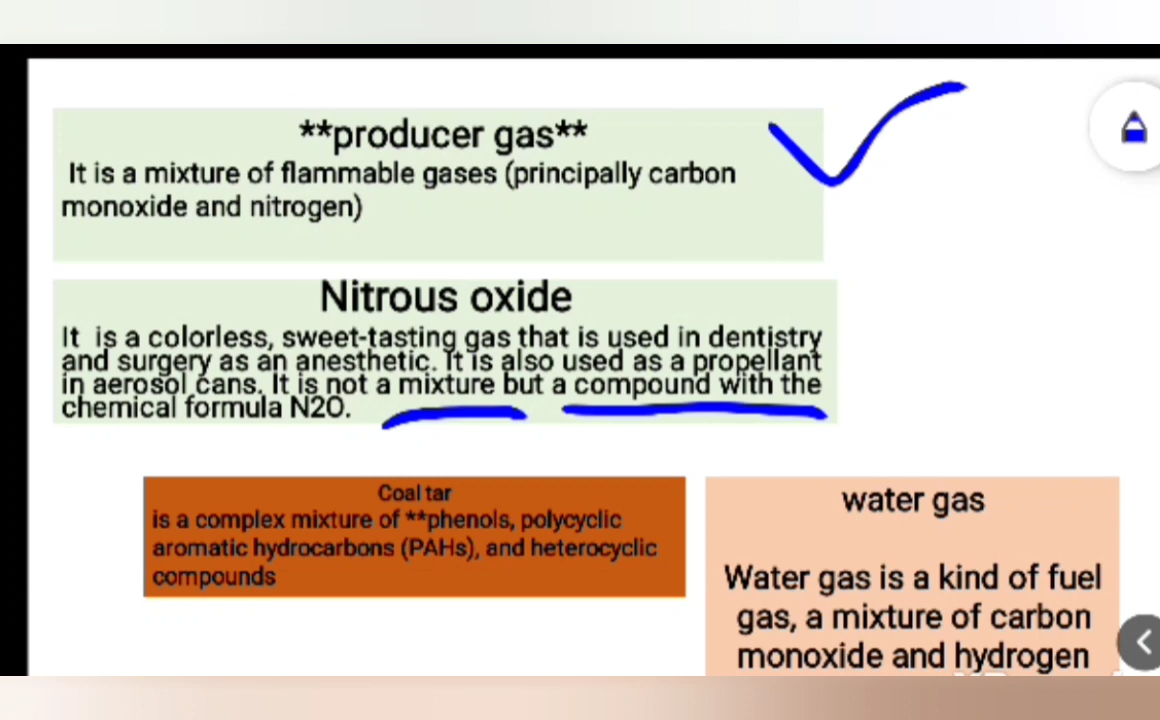 **producer gas**
It is a mixture of flammable gases (principally carbon
monoxide and nitrogen)
Nitrous oxide
It is a colorless, sweet-tasting gas that is used in dentistry
and surgery as an anesthetic. It is also used as a propellant
in aerosol cans. It is not a mixture but a compound with the
chemical formula N2O.
Coal tar
is a complex mixture of **phenols, polycyclic
aromatic hydrocarbons (PAHs), and heterocyclic
compounds
water gas
Water gas is a kind of fuel
gas, a mixture of carbon
monoxide and hydrogen